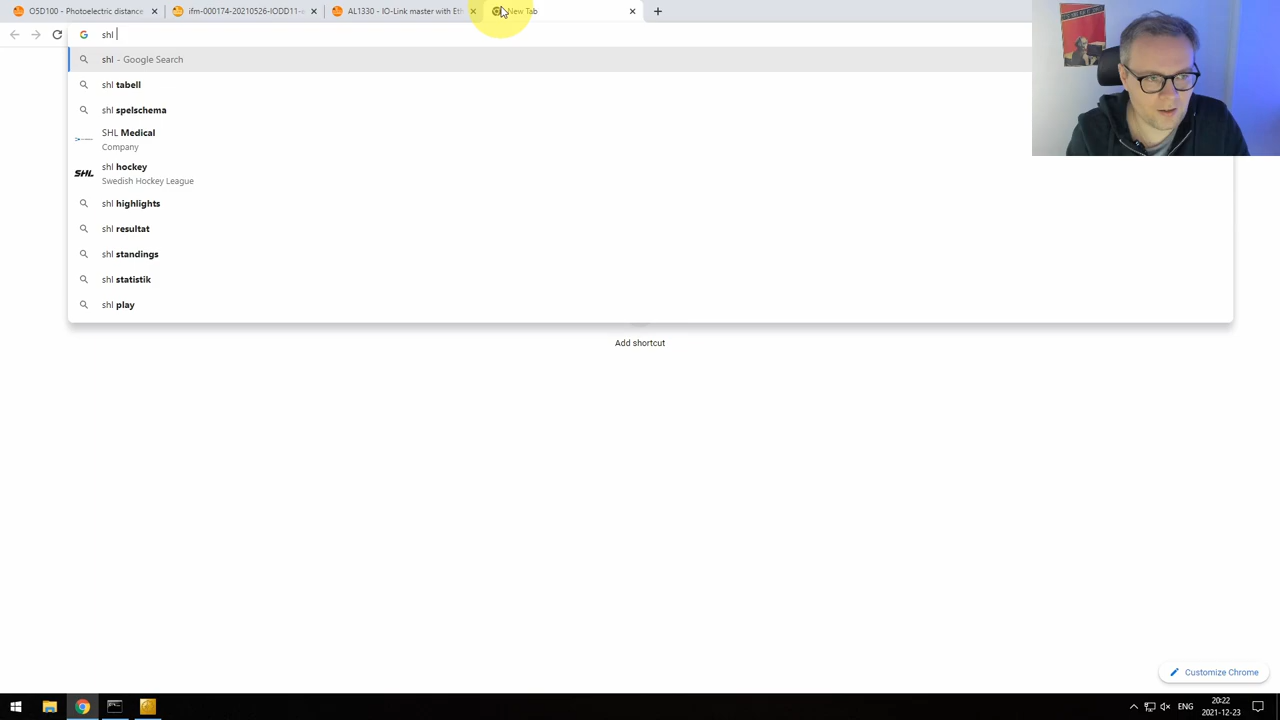 O5D100 - Photoelectric distance
ifm-000174-20210526-IODD11-
AL1330 - IO-Link master with Eth
New Tab
shl
shl - Google Search
shl tabell
shl spelschema
SHL Medical
Company
shl hockey
SHL
Swedish Hockey League
shl highlights
shl resultat
shl standings
shl statistik
shl play
Add shortcut
Customize Chrome
ENG
20:22
2021-12-23